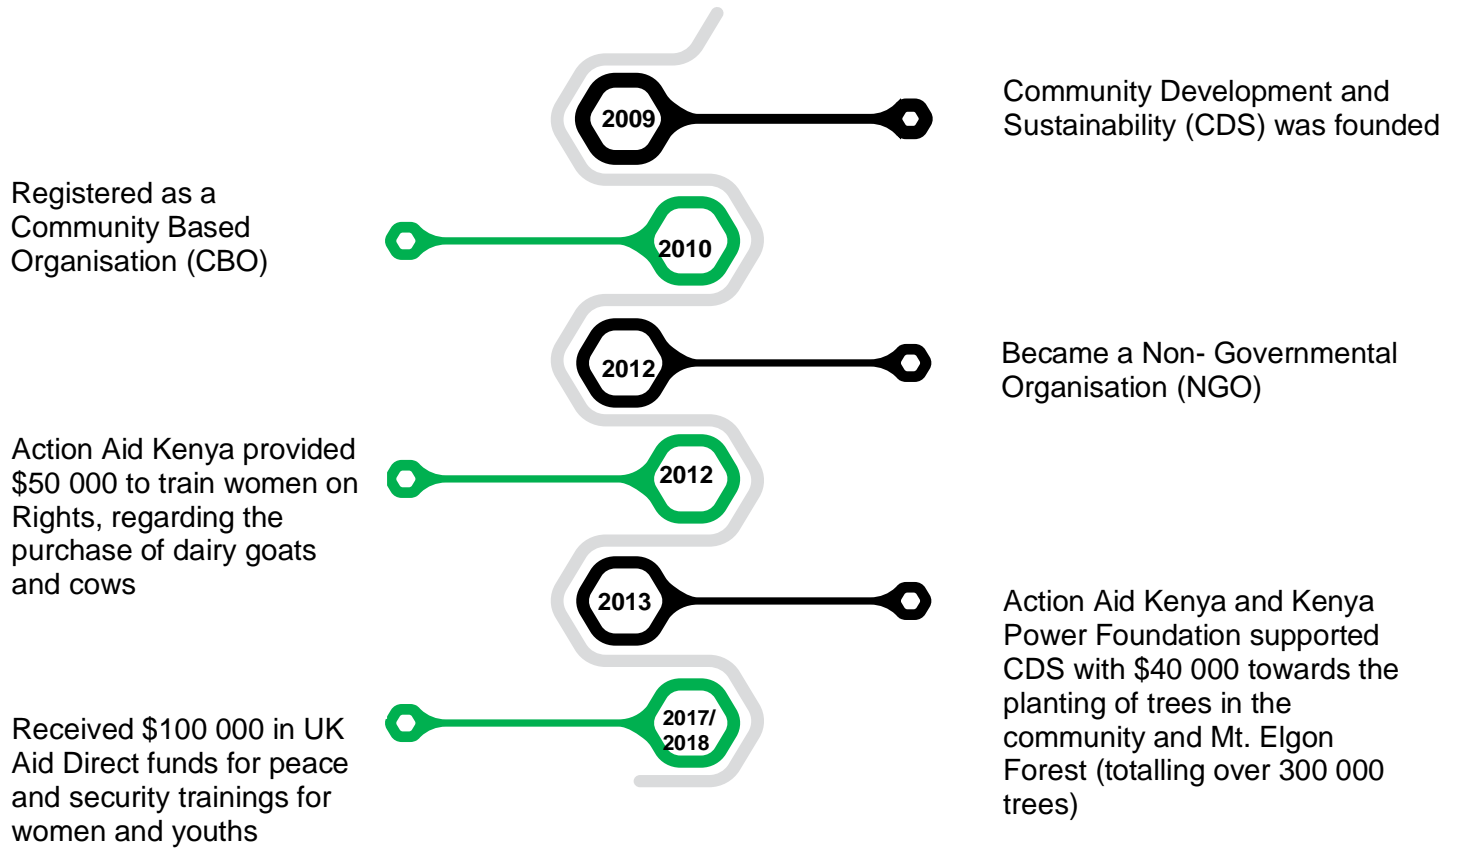 2009
Community Development and
Sustainability (CDS) was founded
Registered as a
Community Based
Organisation (CBO)
2010
2012
Became a Non- Governmental
Organisation (NGO)
Action Aid Kenya provided
$50 000 to train women on
Rights, regarding the
purchase of dairy goats
and cows
2012
2013
Action Aid Kenya and Kenya
Power Foundation supported
CDS with $40 000 towards the
planting of trees in the
community and Mt. Elgon
Forest (totalling over 300 000
trees)
Received $100 000 in UK
Aid Direct funds for peace
and security trainings for
women and youths
2017/
2018